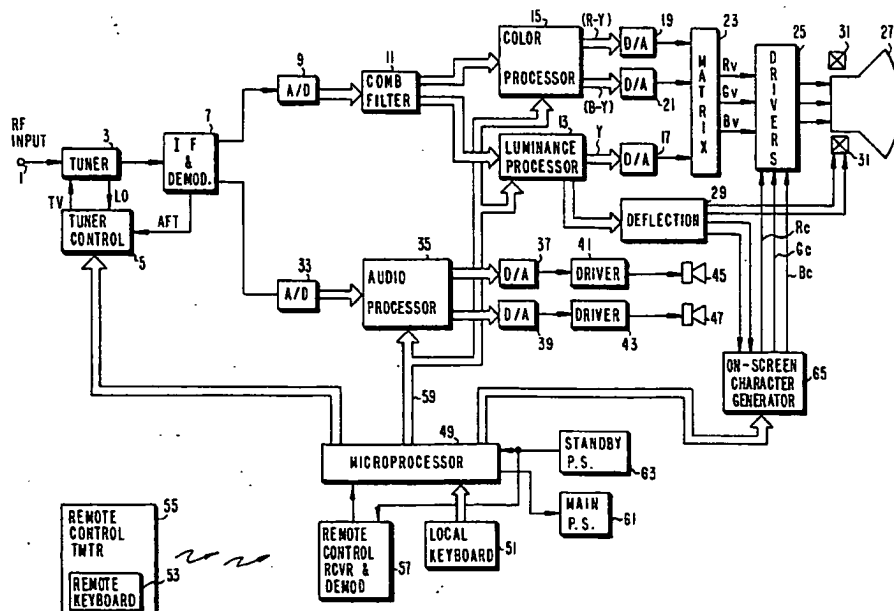 15
(R-Y)
19
COLOR
PROCESSOR
D/A
23
MATRIX
25
DRIVERS
31
27
9
A/D
11
COMB
FILTER
D/A
21
(B-Y)
Rv
Gv
Bv
RF
INPUT
1
3
TUNER
7
IF
&
DEMOD.
13
LUMINANCE
PROCESSOR
Y
D/A
17
31
TV
LO
AFT
TUNER
CONTROL
5
29
DEFLECTION
Rc
Gc
Bc
33
A/D
35
AUDIO
PROCESSOR
37
D/A
41
DRIVER
45
D/A
39
DRIVER
43
47
59
ON-SCREEN
CHARACTER
GENERATOR
65
49
MICROPROCESSOR
STANDBY
P.S.
63
MAIN
P.S.
61
REMOTE
CONTROL
RCVR &
DEMOD
57
LOCAL
KEYBOARD
51
55
REMOTE
CONTROL
TMTR
53
REMOTE
KEYBOARD